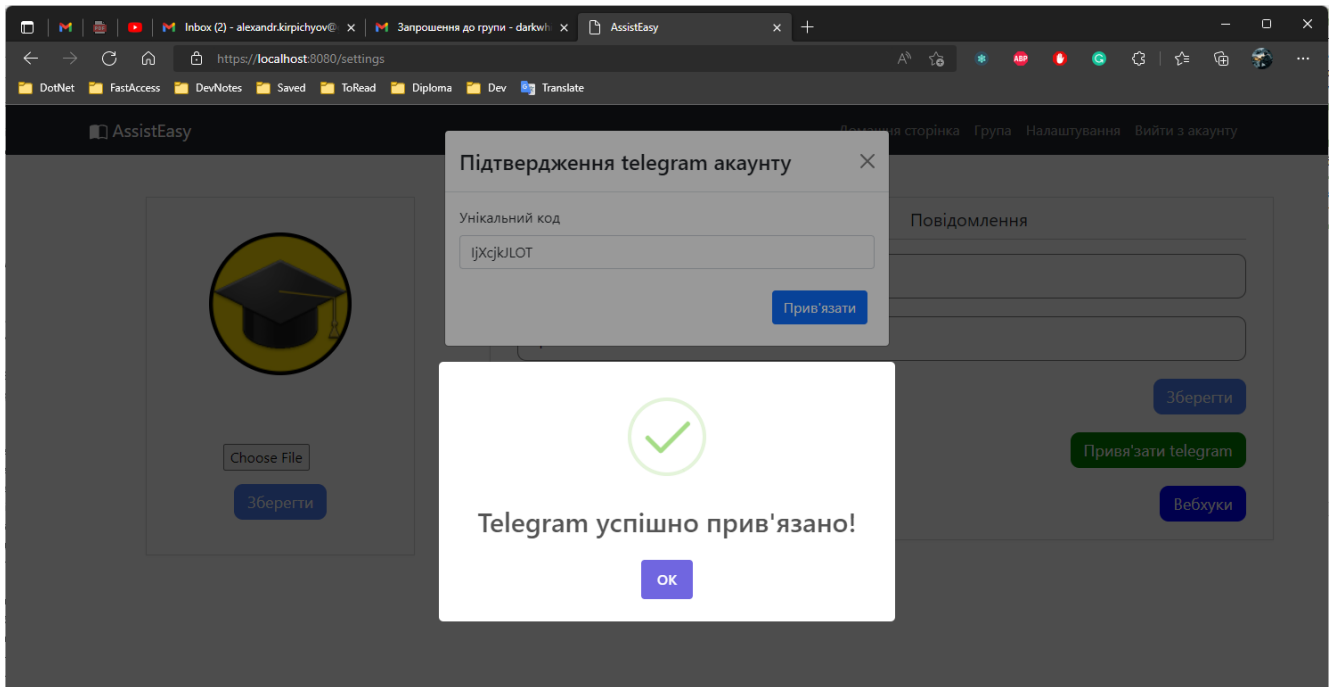 Inbox (2) - alexandr.kirpichyov@
Запрошення до групи - darkwh
AssistEasy
https://localhost:8080/settings
DotNet
FastAccess
DevNotes
Saved
ToRead
Diploma
Dev
Translate
AssistEasy
Домашня сторінка Група Налаштування Вийти з акаунту
Підтвердження telegram акаунту
Унікальний код
IjXcjkJLOT
Прив'язати
Повідомлення
Choose File
Зберегти
Зберегти
Привя'зати telegram
Вебхуки
Telegram успішно прив'язано!
OK